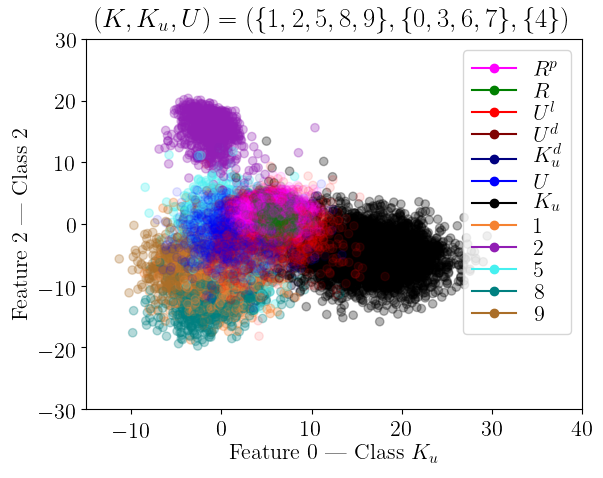 (K, K_u, U) = ({1, 2, 5, 8, 9}, {0, 3, 6, 7}, {4})
30
20
10
0
−10
−20
−30
−10
0
10
20
30
40
Feature 2 — Class 2
Feature 0 — Class K_u
R^p
R
U^l
U^d
K_u^d
U
K_u
1
2
5
8
9